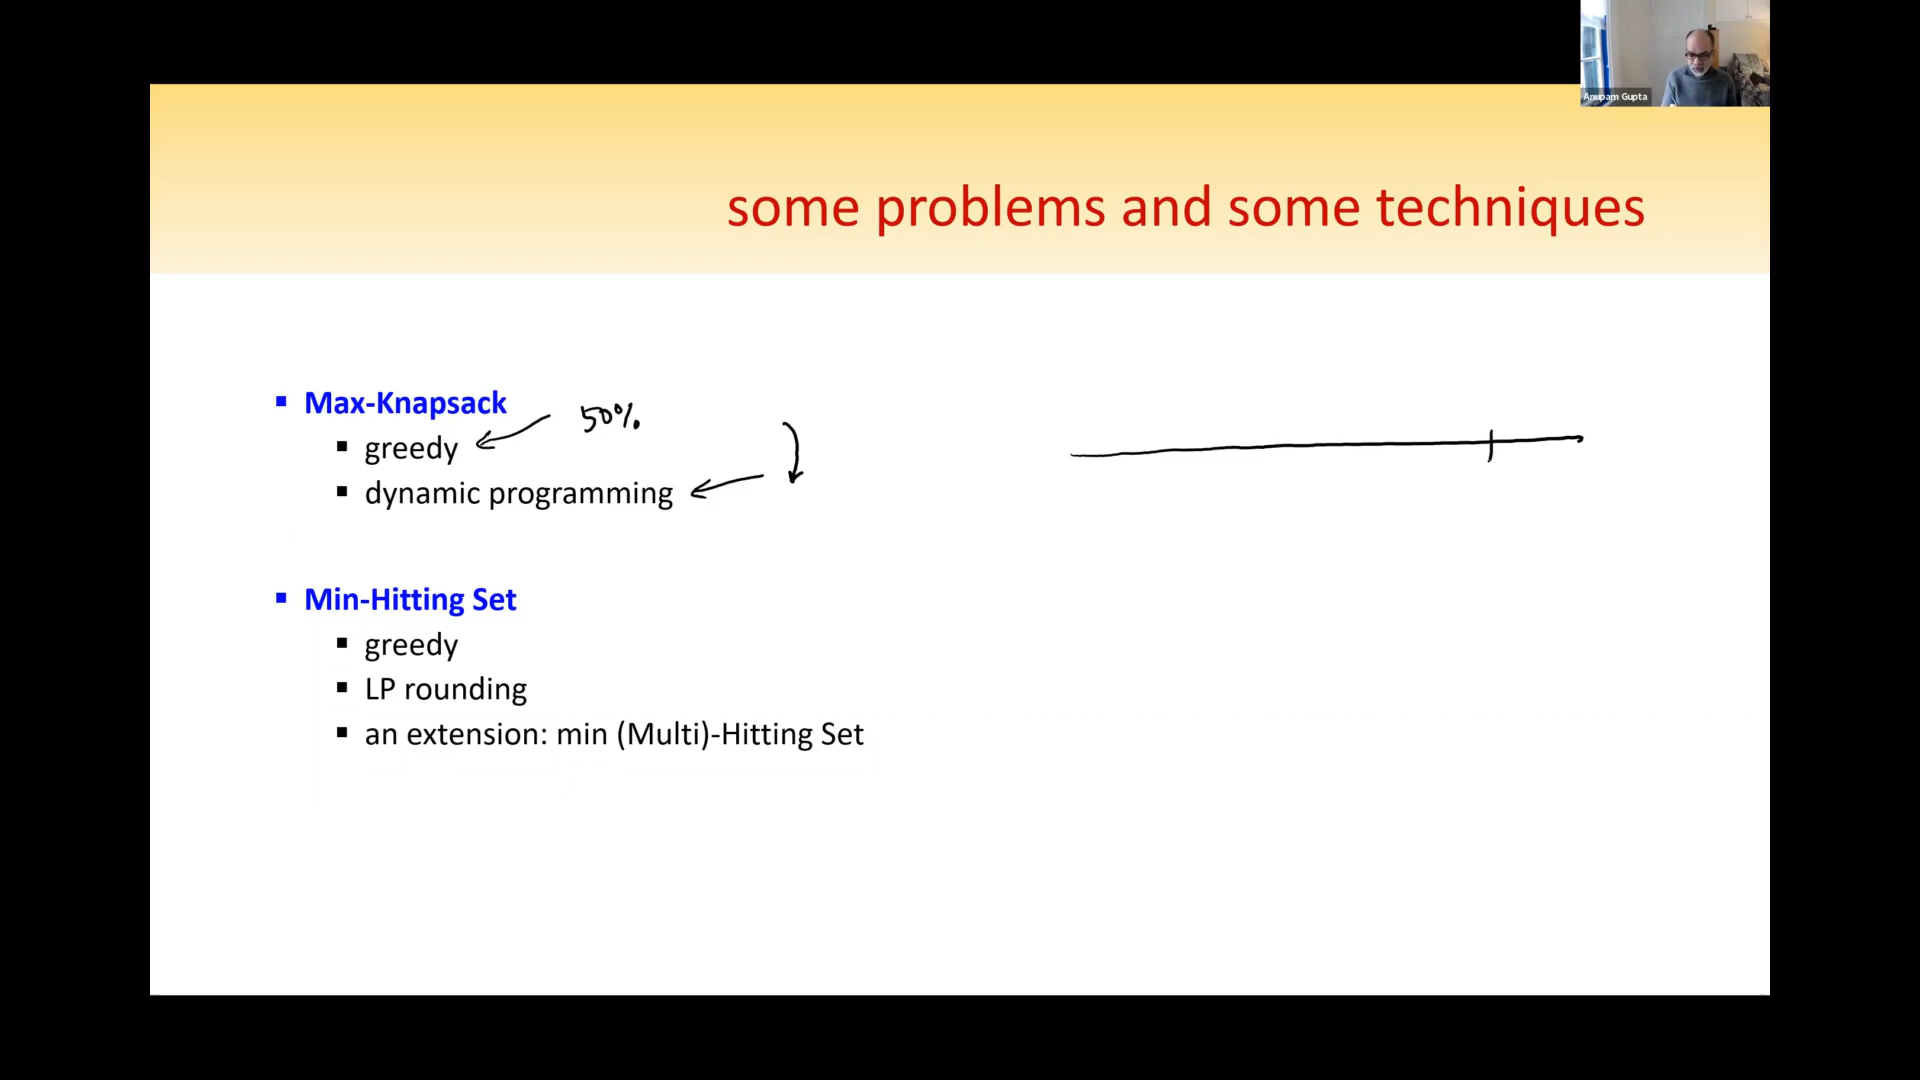 Anupam Gupta
some problems and some techniques
▪ Max-Knapsack
50%
▪ greedy
▪ dynamic programming
▪ Min-Hitting Set
▪ greedy
▪ LP rounding
▪ an extension: min (Multi)-Hitting Set